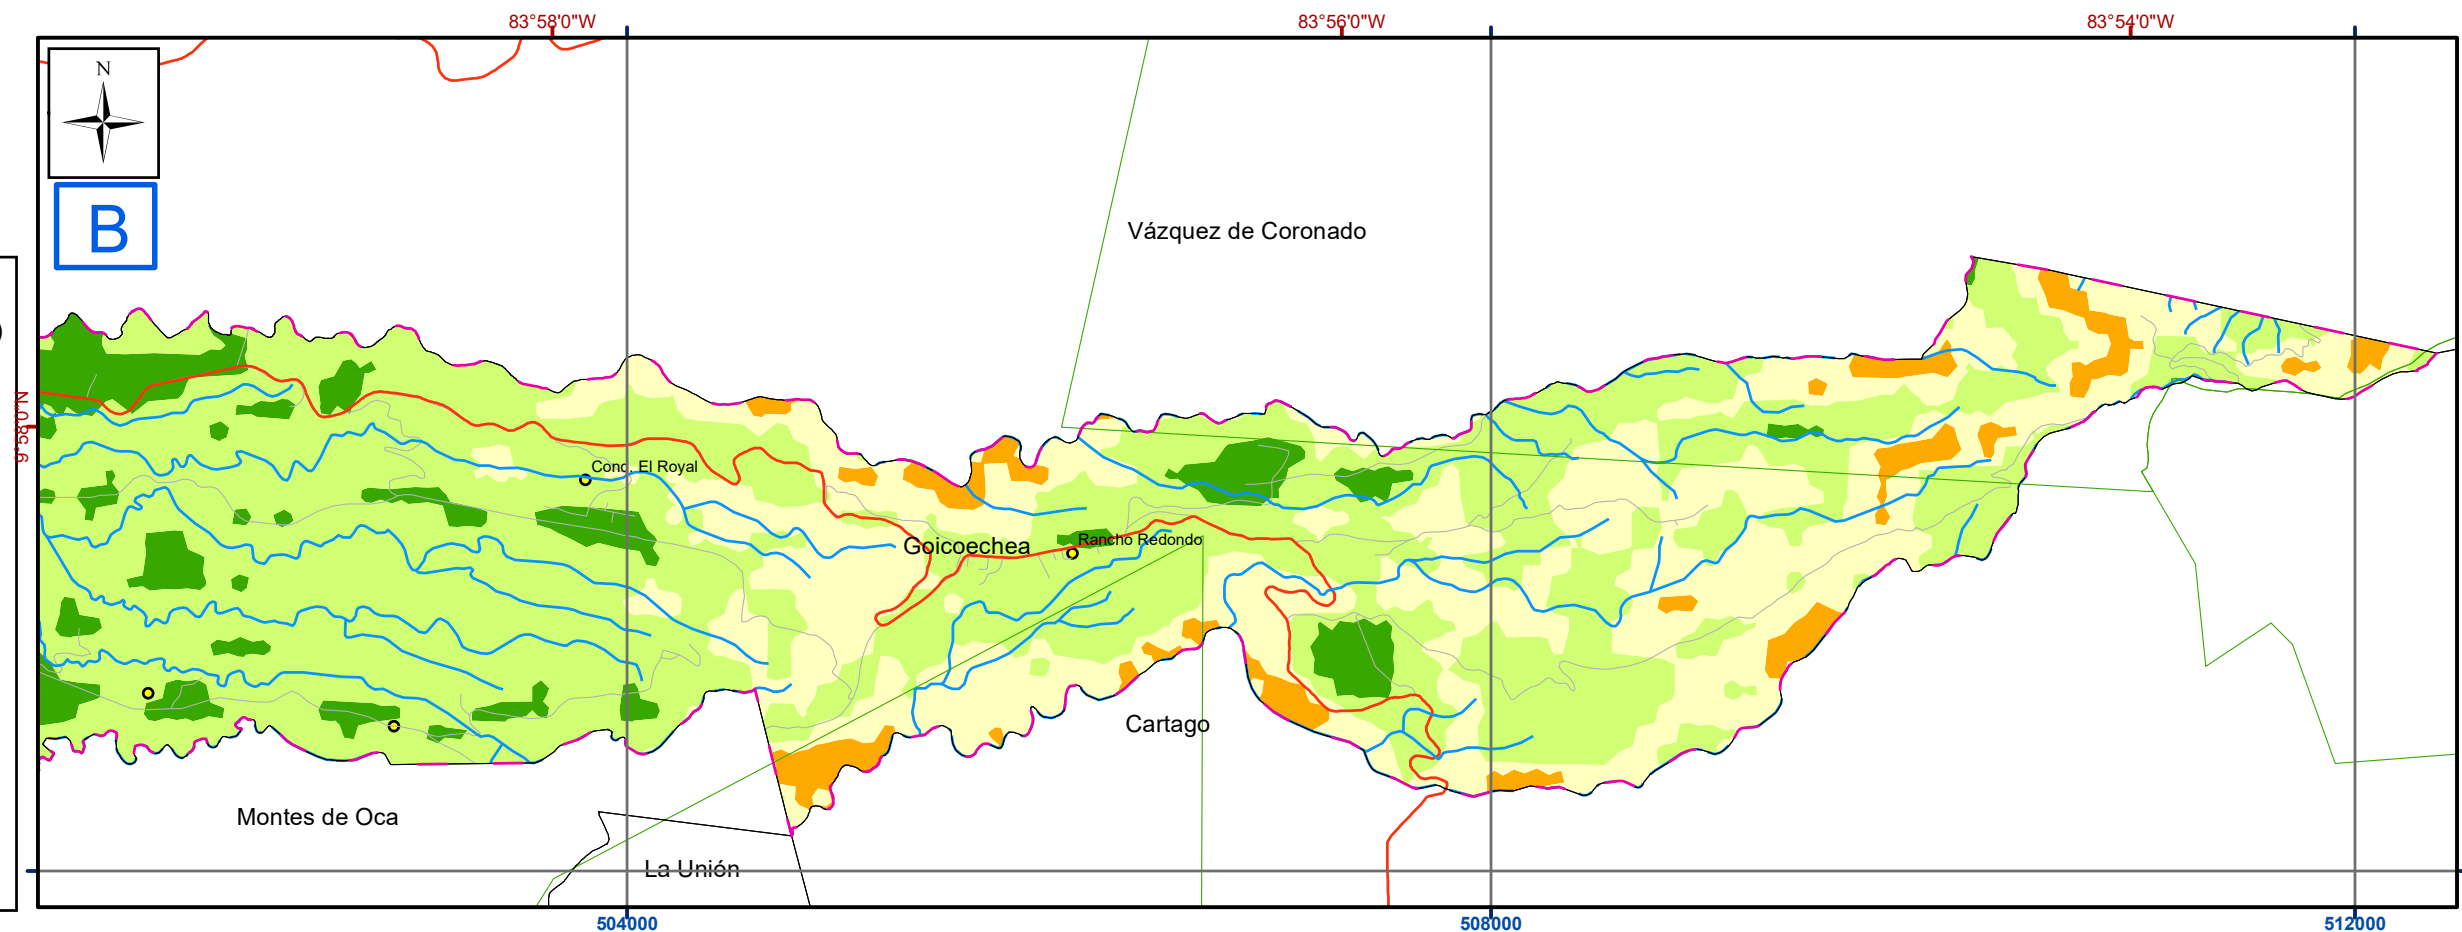 83°58'0"W
83°56'0"W
83°54'0"W
N
B
Vázquez de Coronado
9°58'0"N
Cond. El Royal
Goicoechea
Rancho Redondo
Cartago
Montes de Oca
La Unión
504000
508000
512000